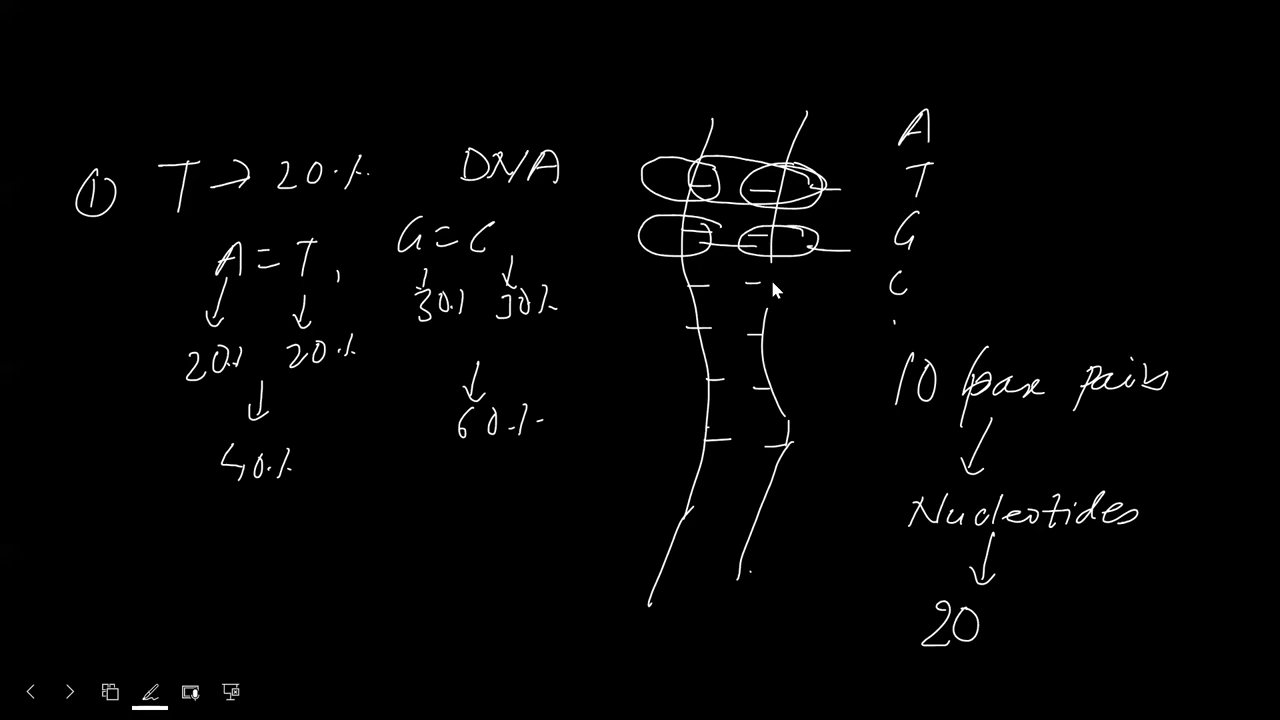 ① T → 20%
DNA
A = T,
G = C
20% 20%
30% 30%
40%
60%
A
T
G
C
10 base pairs
Nucleotides
20